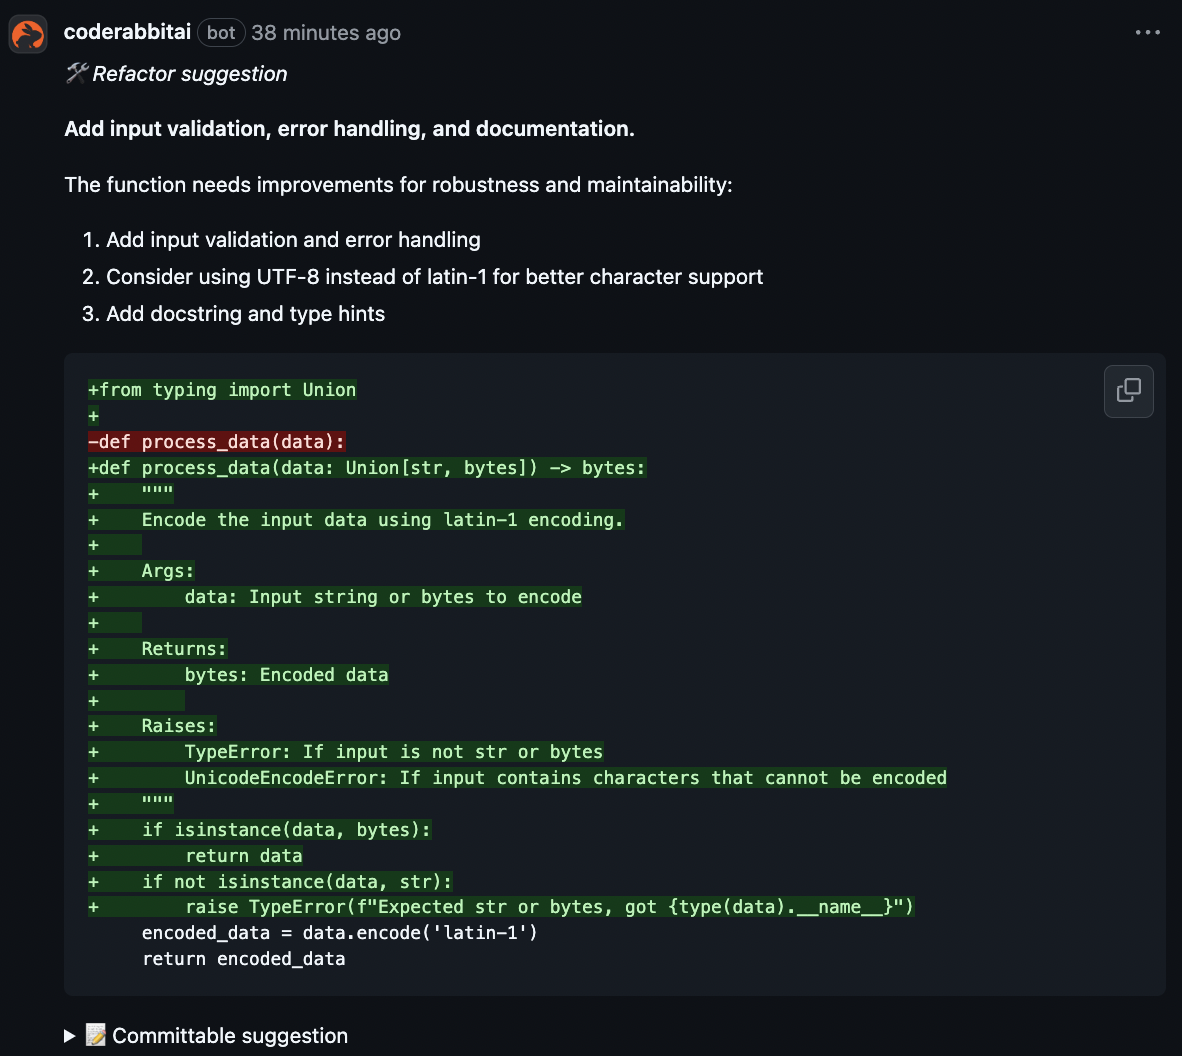 coderabbitai bot 38 minutes ago
🛠️ Refactor suggestion
Add input validation, error handling, and documentation.
The function needs improvements for robustness and maintainability:
1. Add input validation and error handling
2. Consider using UTF-8 instead of latin-1 for better character support
3. Add docstring and type hints
+from typing import Union
+
-def process_data(data):
+def process_data(data: Union[str, bytes]) -> bytes:
+    """
+    Encode the input data using latin-1 encoding.
+
+    Args:
+        data: Input string or bytes to encode
+
+    Returns:
+        bytes: Encoded data
+
+    Raises:
+        TypeError: If input is not str or bytes
+        UnicodeEncodeError: If input contains characters that cannot be encoded
+    """
+    if isinstance(data, bytes):
+        return data
+    if not isinstance(data, str):
+        raise TypeError(f"Expected str or bytes, got {type(data).__name__}")
     encoded_data = data.encode('latin-1')
     return encoded_data
▶ 📝 Committable suggestion